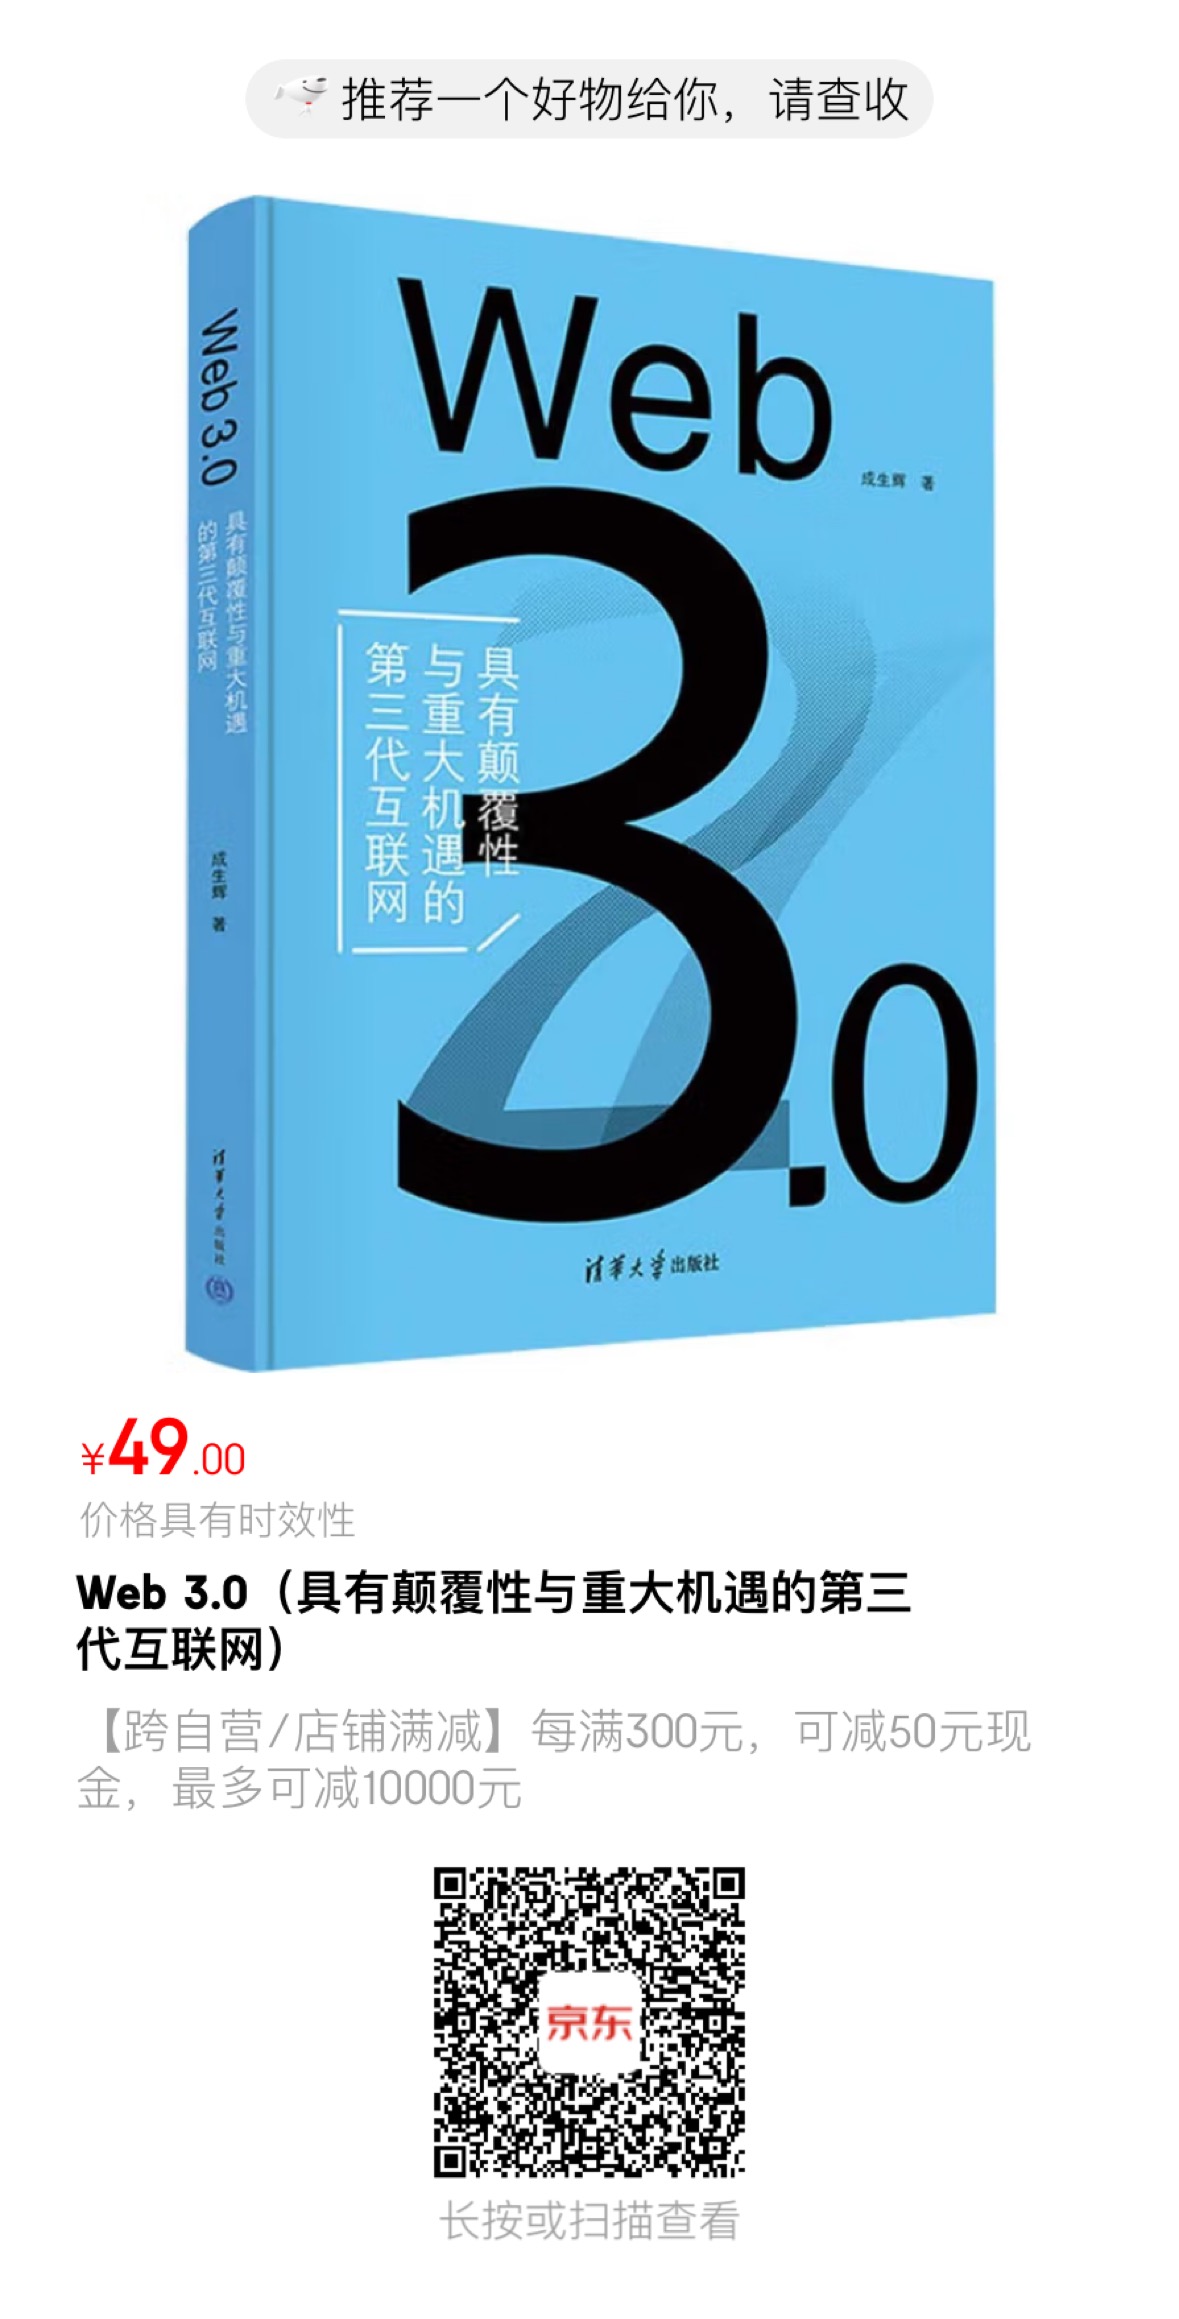 推荐一个好物给你，请查收
Web 3.0
具有颠覆性与重大机遇
的第三代互联网
成生辉 著
清华大学出版社
Web
成生辉 著
3.0
具有颠覆性
与重大机遇的
第三代互联网
清华大学出版社
¥49.00
价格具有时效性
Web 3.0（具有颠覆性与重大机遇的第三
代互联网）
【跨自营/店铺满减】每满300元，可减50元现
金，最多可减10000元
京东
长按或扫描查看